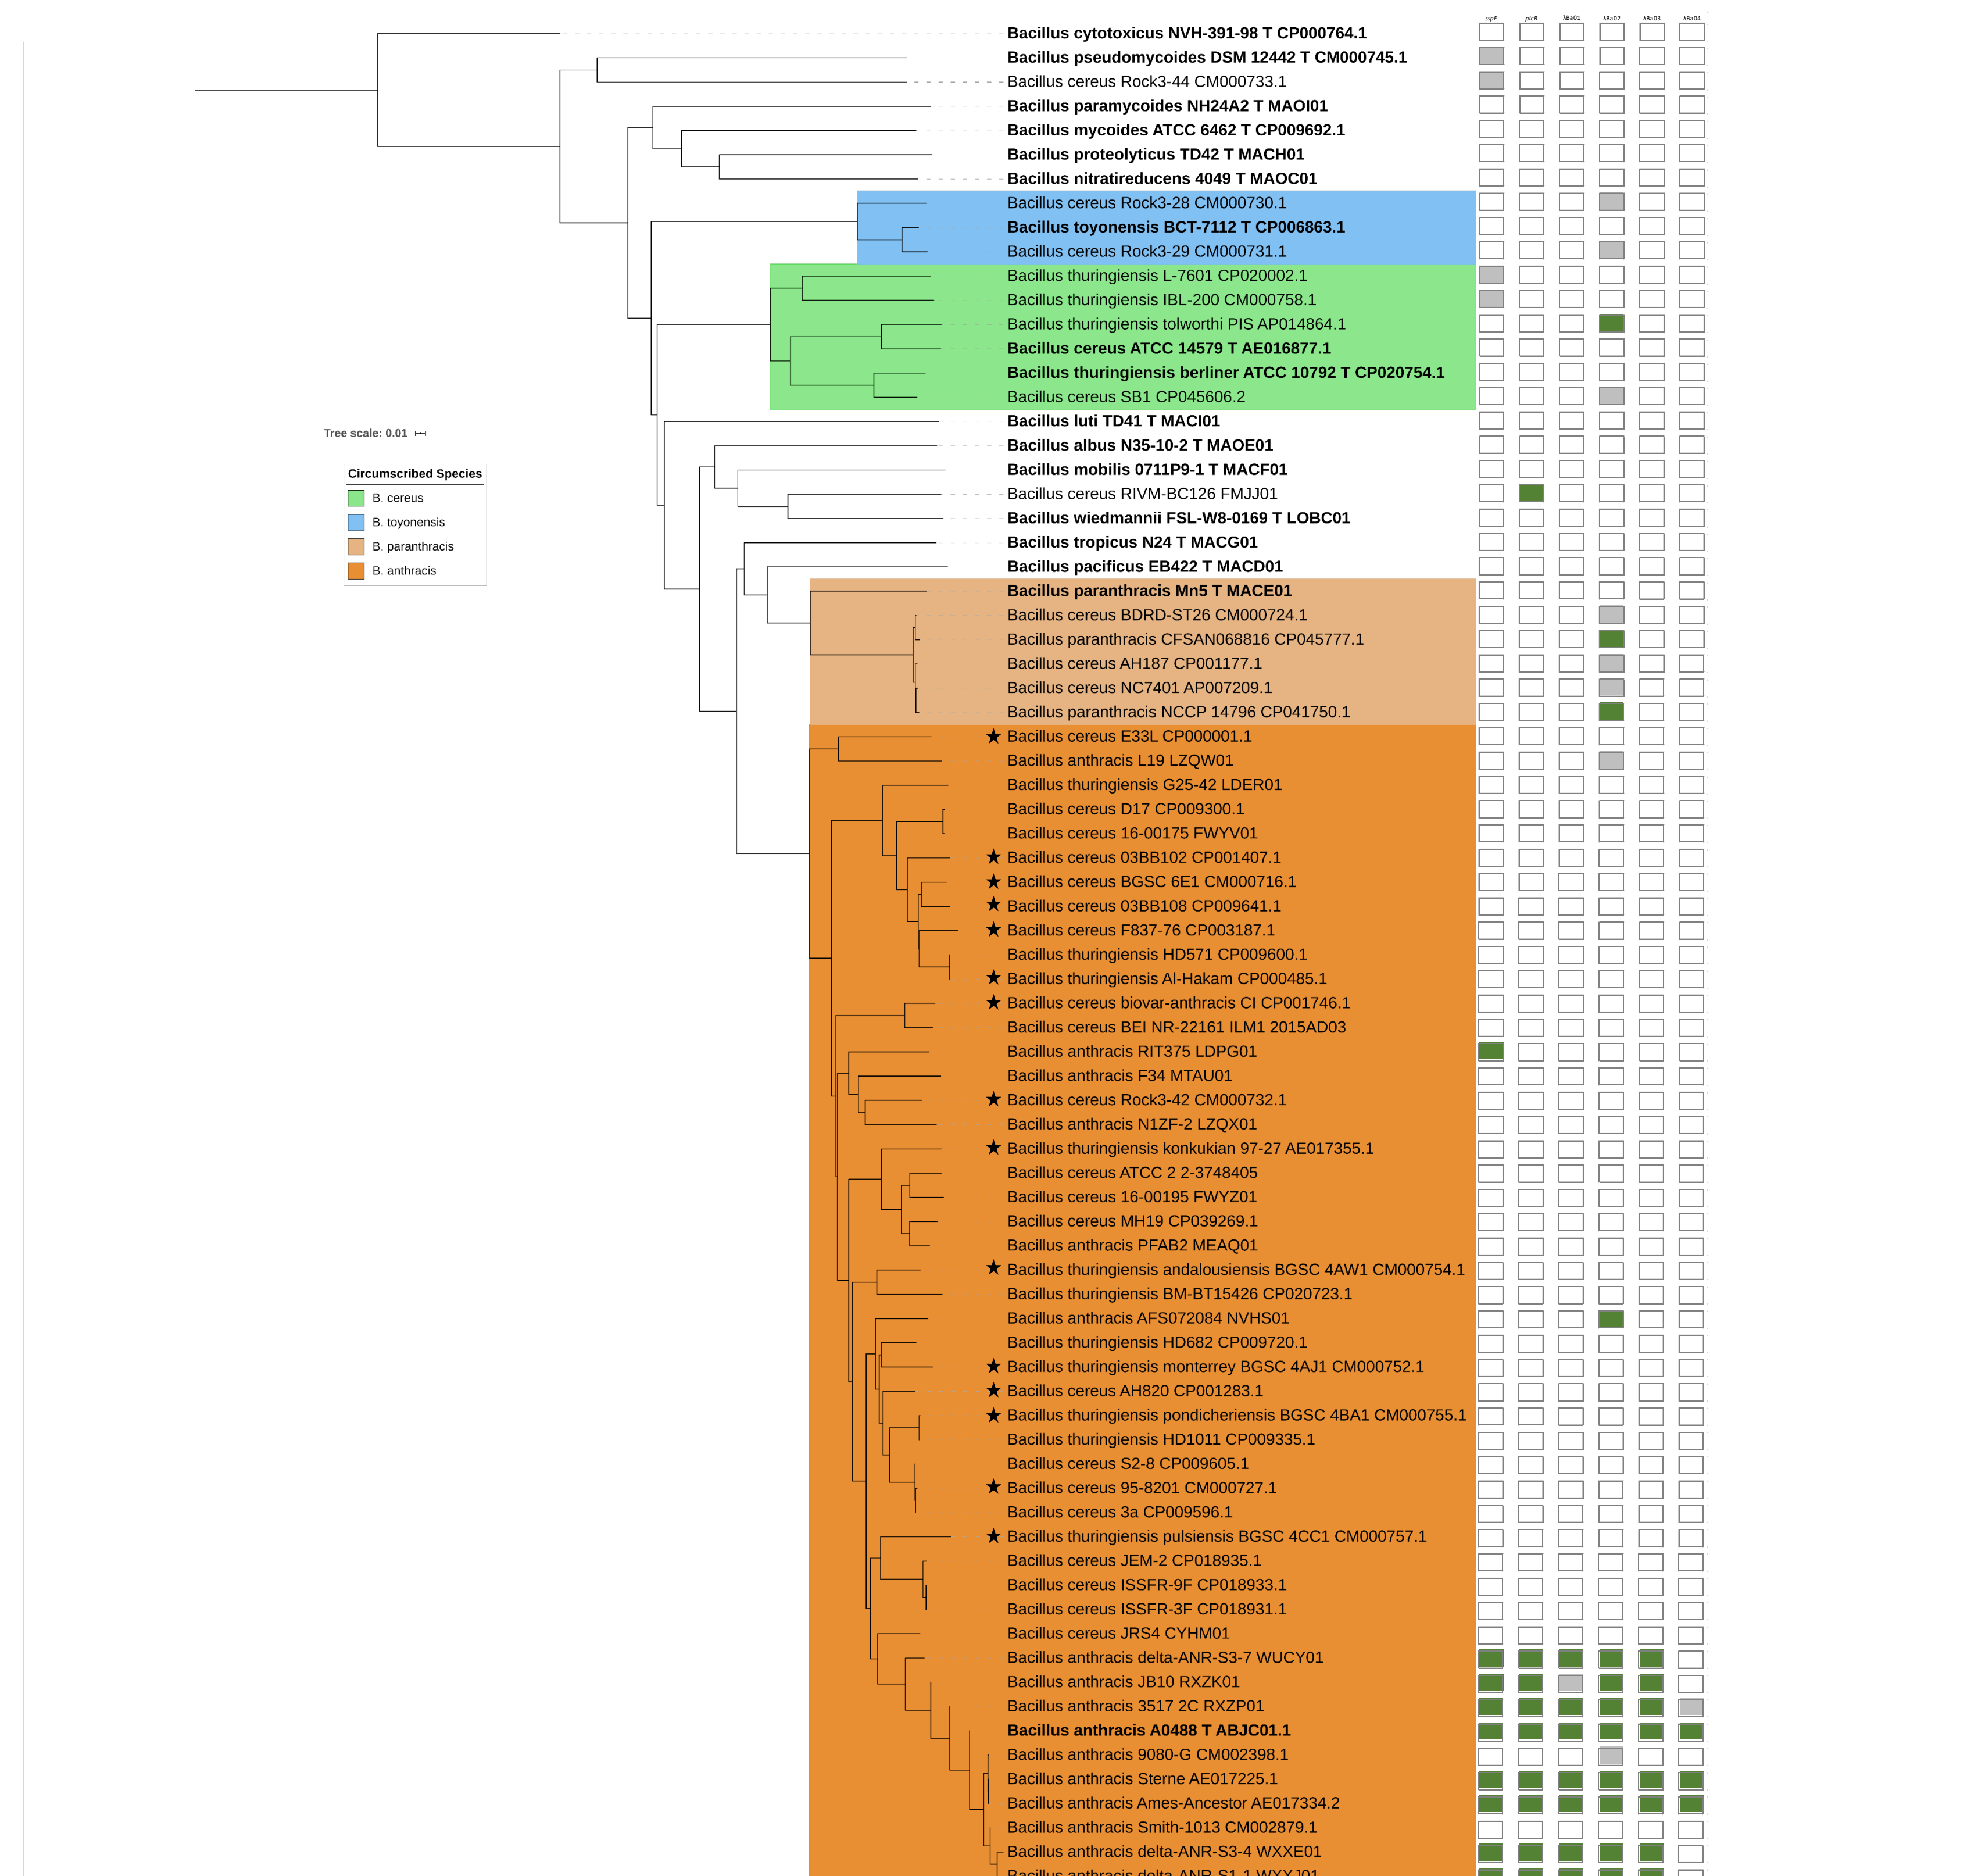 sspE plcR λBa01 λBa02 λBa03 λBa04
Bacillus cytotoxicus NVH-391-98 T CP000764.1
Bacillus pseudomycoides DSM 12442 T CM000745.1
Bacillus cereus Rock3-44 CM000733.1
Bacillus paramycoides NH24A2 T MAOI01
Bacillus mycoides ATCC 6462 T CP009692.1
Bacillus proteolyticus TD42 T MACH01
Bacillus nitratireducens 4049 T MAOC01
Bacillus cereus Rock3-28 CM000730.1
Bacillus toyonensis BCT-7112 T CP006863.1
Bacillus cereus Rock3-29 CM000731.1
Bacillus thuringiensis L-7601 CP020002.1
Bacillus thuringiensis IBL-200 CM000758.1
Bacillus thuringiensis tolworthi PIS AP014864.1
Bacillus cereus ATCC 14579 T AE016877.1
Bacillus thuringiensis berliner ATCC 10792 T CP020754.1
Bacillus cereus SB1 CP045606.2
Bacillus luti TD41 T MACI01
Tree scale: 0.01
Bacillus albus N35-10-2 T MAOE01
Circumscribed Species
B. cereus
B. toyonensis
B. paranthracis
B. anthracis
Bacillus mobilis 0711P9-1 T MACF01
Bacillus cereus RIVM-BC126 FMJJ01
Bacillus wiedmannii FSL-W8-0169 T LOBC01
Bacillus tropicus N24 T MACG01
Bacillus pacificus EB422 T MACD01
Bacillus paranthracis Mn5 T MACE01
Bacillus cereus BDRD-ST26 CM000724.1
Bacillus paranthracis CFSAN068816 CP045777.1
Bacillus cereus AH187 CP001177.1
Bacillus cereus NC7401 AP007209.1
Bacillus paranthracis NCCP 14796 CP041750.1
★ Bacillus cereus E33L CP000001.1
Bacillus anthracis L19 LZQW01
Bacillus thuringiensis G25-42 LDER01
Bacillus cereus D17 CP009300.1
Bacillus cereus 16-00175 FWYV01
★ Bacillus cereus 03BB102 CP001407.1
★ Bacillus cereus BGSC 6E1 CM000716.1
★ Bacillus cereus 03BB108 CP009641.1
★ Bacillus cereus F837-76 CP003187.1
Bacillus thuringiensis HD571 CP009600.1
★ Bacillus thuringiensis Al-Hakam CP000485.1
★ Bacillus cereus biovar-anthracis CI CP001746.1
Bacillus cereus BEI NR-22161 ILM1 2015AD03
Bacillus anthracis RIT375 LDPG01
Bacillus anthracis F34 MTAU01
★ Bacillus cereus Rock3-42 CM000732.1
Bacillus anthracis N1ZF-2 LZQX01
★ Bacillus thuringiensis konkukian 97-27 AE017355.1
Bacillus cereus ATCC 2 2-3748405
Bacillus cereus 16-00195 FWYZ01
Bacillus cereus MH19 CP039269.1
Bacillus anthracis PFAB2 MEAQ01
★ Bacillus thuringiensis andalousiensis BGSC 4AW1 CM000754.1
Bacillus thuringiensis BM-BT15426 CP020723.1
Bacillus anthracis AFS072084 NVHS01
Bacillus thuringiensis HD682 CP009720.1
★ Bacillus thuringiensis monterrey BGSC 4AJ1 CM000752.1
★ Bacillus cereus AH820 CP001283.1
★ Bacillus thuringiensis pondicheriensis BGSC 4BA1 CM000755.1
Bacillus thuringiensis HD1011 CP009335.1
Bacillus cereus S2-8 CP009605.1
★ Bacillus cereus 95-8201 CM000727.1
Bacillus cereus 3a CP009596.1
★ Bacillus thuringiensis pulsiensis BGSC 4CC1 CM000757.1
Bacillus cereus JEM-2 CP018935.1
Bacillus cereus ISSFR-9F CP018933.1
Bacillus cereus ISSFR-3F CP018931.1
Bacillus cereus JRS4 CYHM01
Bacillus anthracis delta-ANR-S3-7 WUCY01
Bacillus anthracis JB10 RXZK01
Bacillus anthracis 3517 2C RXZP01
Bacillus anthracis A0488 T ABJC01.1
Bacillus anthracis 9080-G CM002398.1
Bacillus anthracis Sterne AE017225.1
Bacillus anthracis Ames-Ancestor AE017334.2
Bacillus anthracis Smith-1013 CM002879.1
Bacillus anthracis delta-ANR-S3-4 WXXE01
Bacillus anthracis delta-ANR-S1-1 WXXJ01